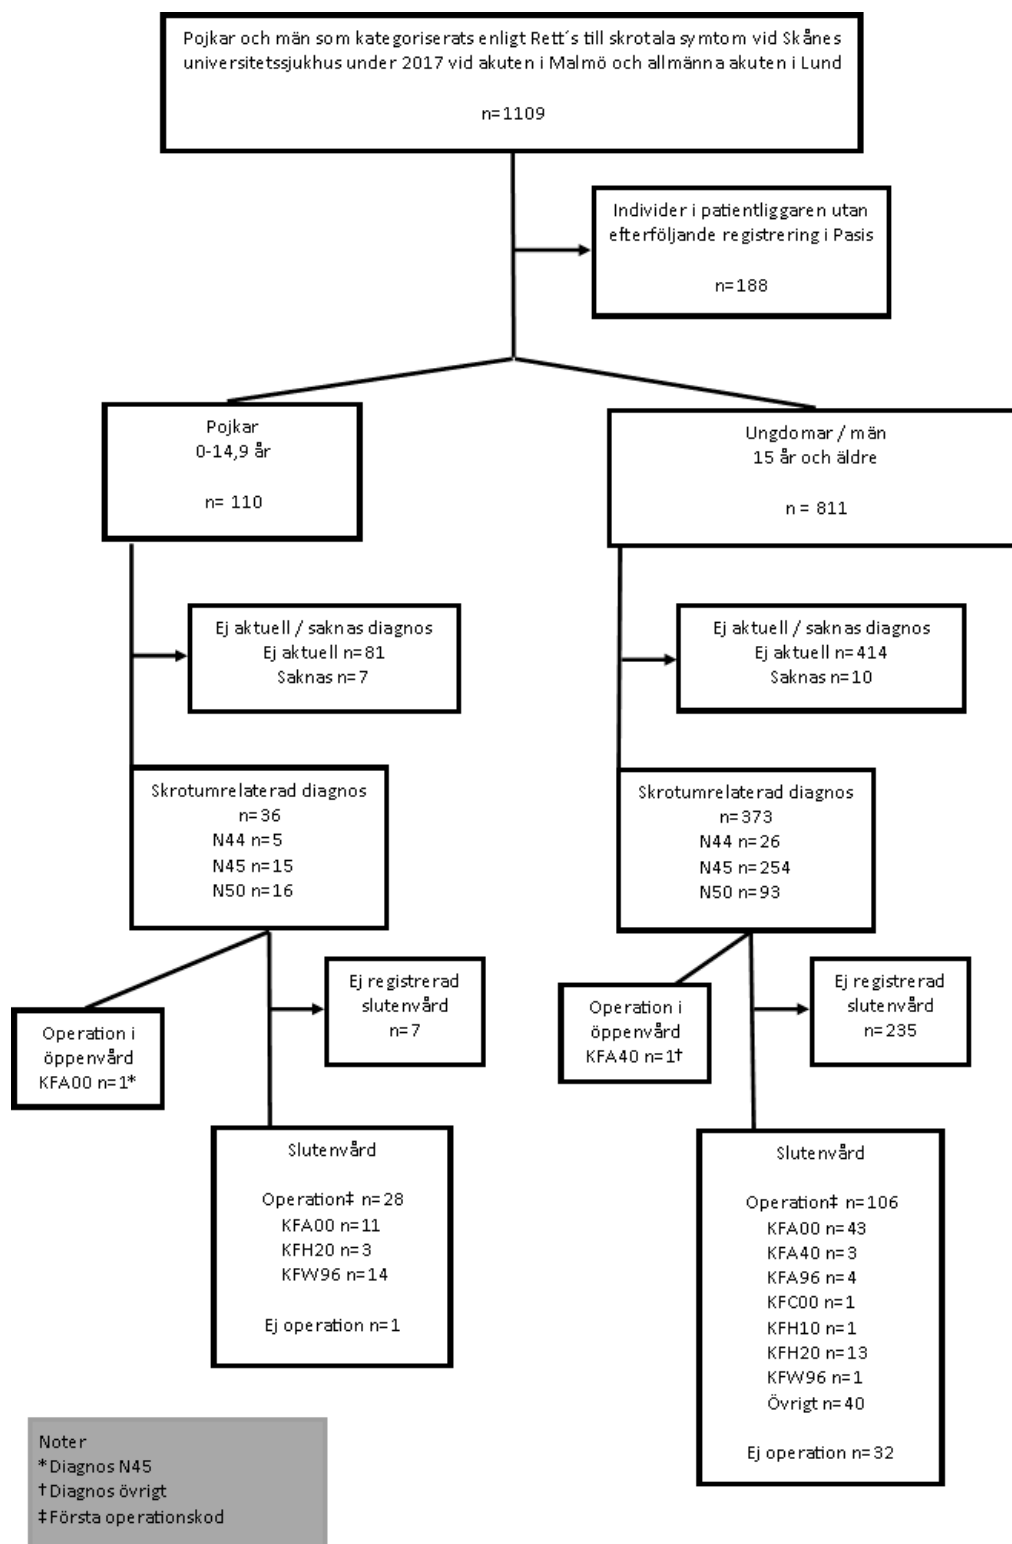 Pojkar och män som kategoriserats enligt Rett´s till skrotala symtom vid Skånes
universitetssjukhus under 2017 vid akuten i Malmö och allmänna akuten i Lund
n=1109
Individer i patientliggaren utan
efterföljande registrering i Pasis
n=188
Pojkar
0-14,9 år
n= 110
Ungdomar / män
15 år och äldre
n = 811
Ej aktuell / saknas diagnos
Ej aktuell n=81
Saknas n=7
Ej aktuell / saknas diagnos
Ej aktuell n=414
Saknas n=10
Skrotumrelaterad diagnos
n=36
N44 n=5
N45 n=15
N50 n=16
Skrotumrelaterad diagnos
n=373
N44 n=26
N45 n=254
N50 n=93
Operation i
öppenvård
KFA00 n=1*
Ej registrerad
slutenvård
n=7
Operation i
öppenvård
KFA40 n=1†
Ej registrerad
slutenvård
n=235
Slutenvård
Operation‡ n=28
KFA00 n=11
KFH20 n=3
KFW96 n=14
Ej operation n=1
Slutenvård
Operation‡ n=106
KFA00 n=43
KFA40 n=3
KFA96 n=4
KFC00 n=1
KFH10 n=1
KFH20 n=13
KFW96 n=1
Övrigt n=40
Ej operation n=32
Noter
*Diagnos N45
†Diagnos övrigt
‡Första operationskod